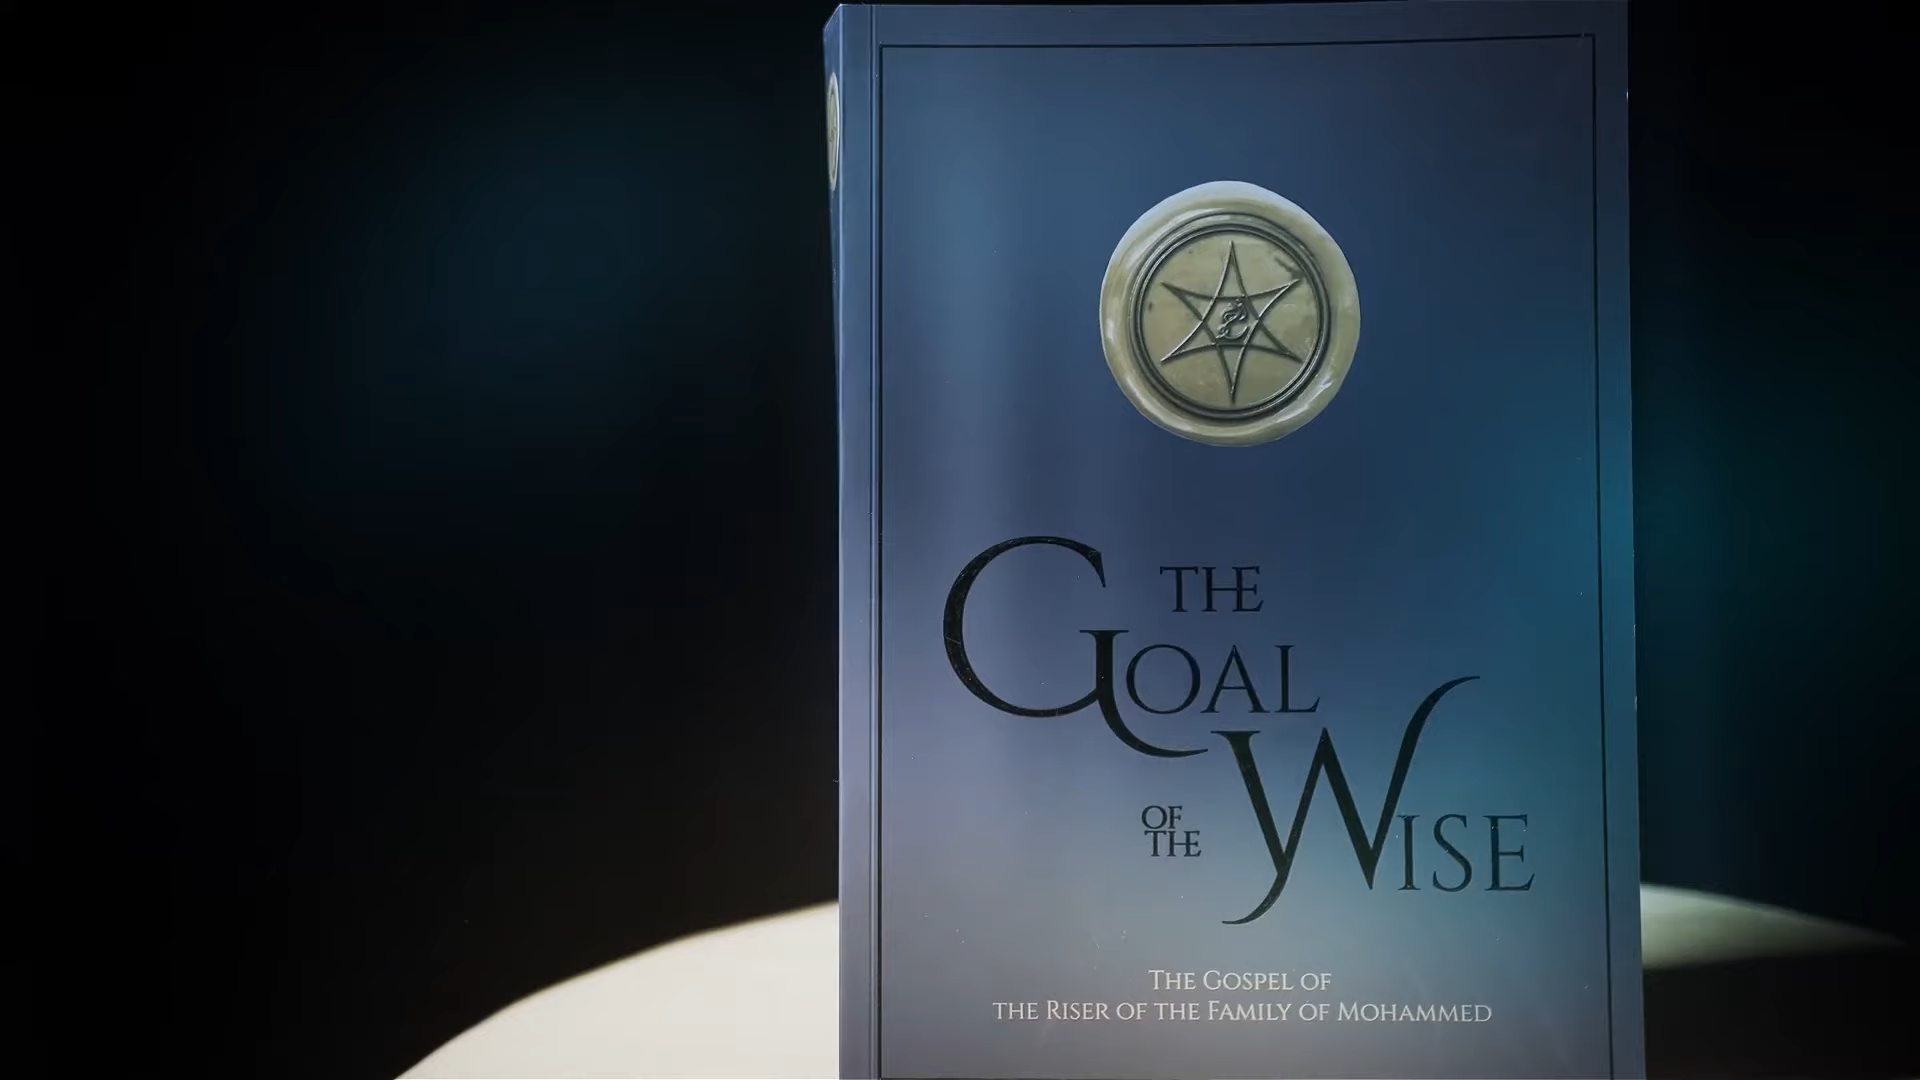 THE
GOAL
OF
THE
WISE
THE GOSPEL OF
THE RISER OF THE FAMILY OF MOHAMMED